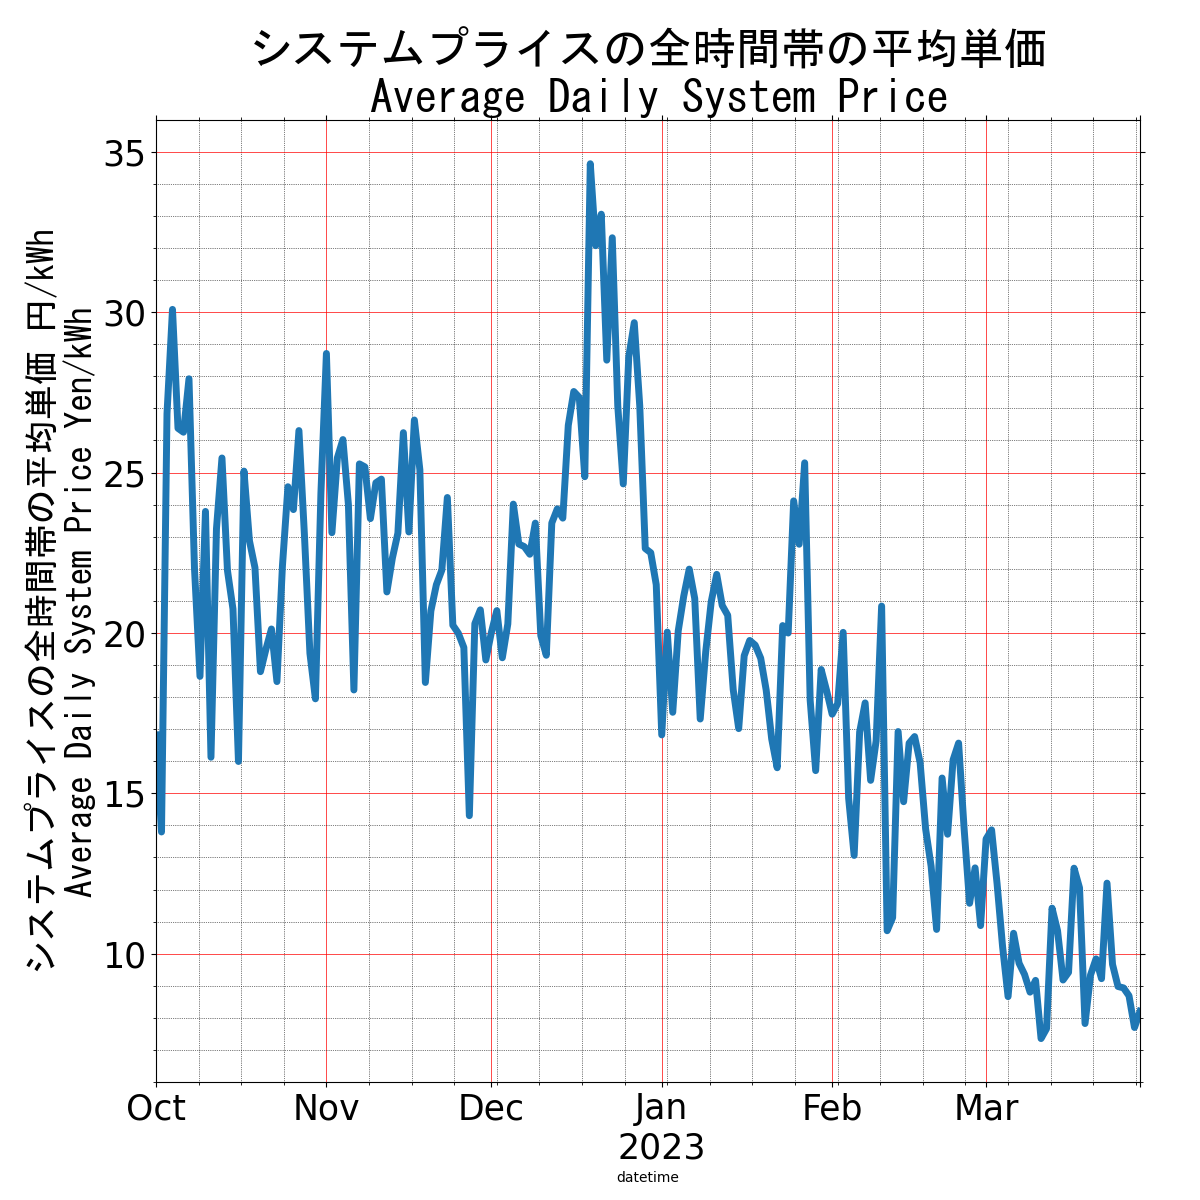 システムプライスの全時間帯の平均単価
Average Daily System Price
システムプライスの全時間帯の平均単価 円/kWh
Average Daily System Price Yen/kWh
35
30
25
20
15
10
Oct
Nov
Dec
Jan
2023
Feb
Mar
datetime